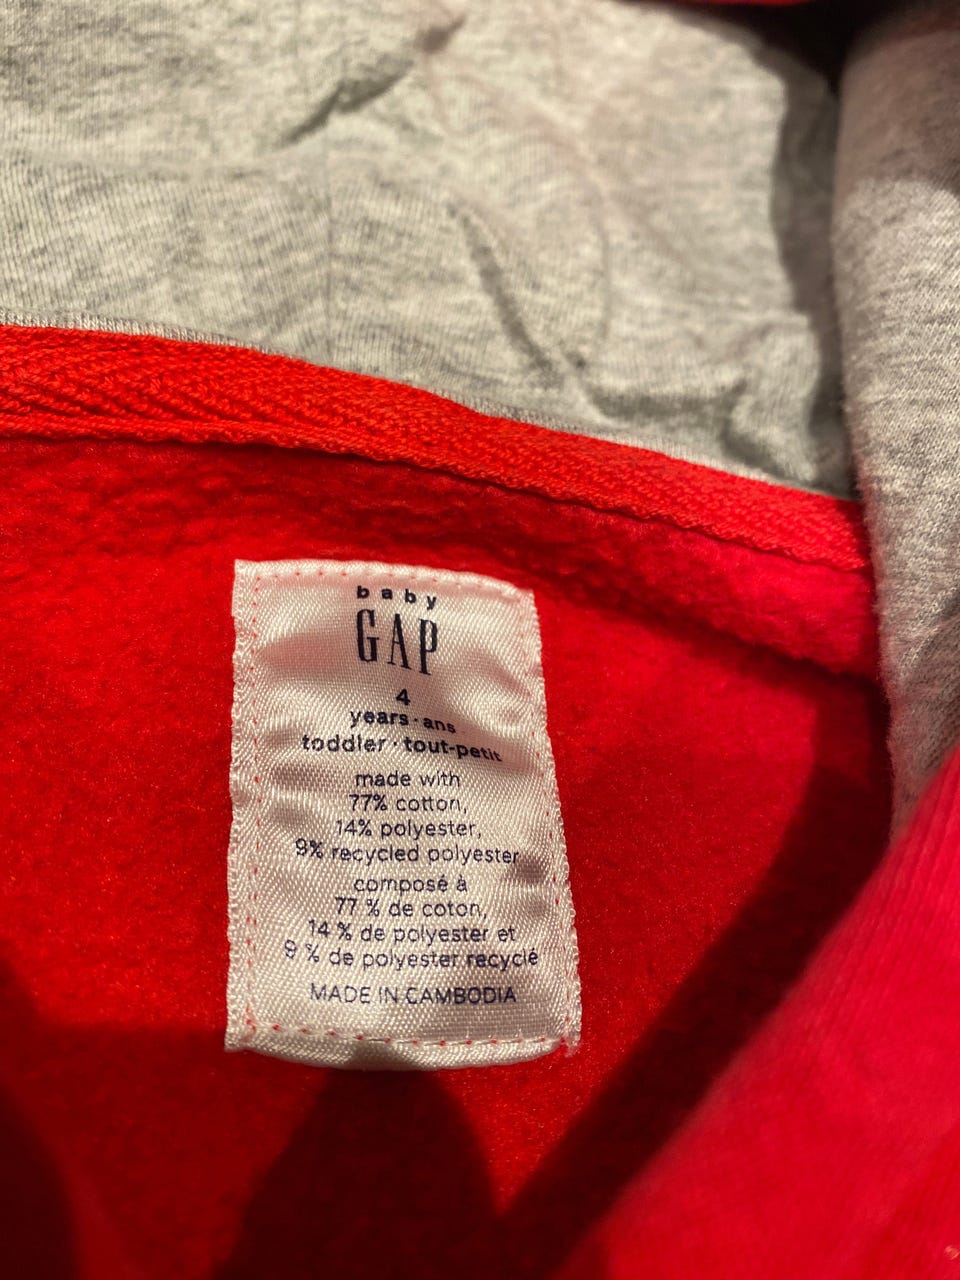 baby
GAP
4
years·ans
toddler·tout-petit
made with
77% cotton,
14% polyester,
9% recycled polyester
composé à
77 % de coton,
14 % de polyester et
9 % de polyester recyclé
MADE IN CAMBODIA